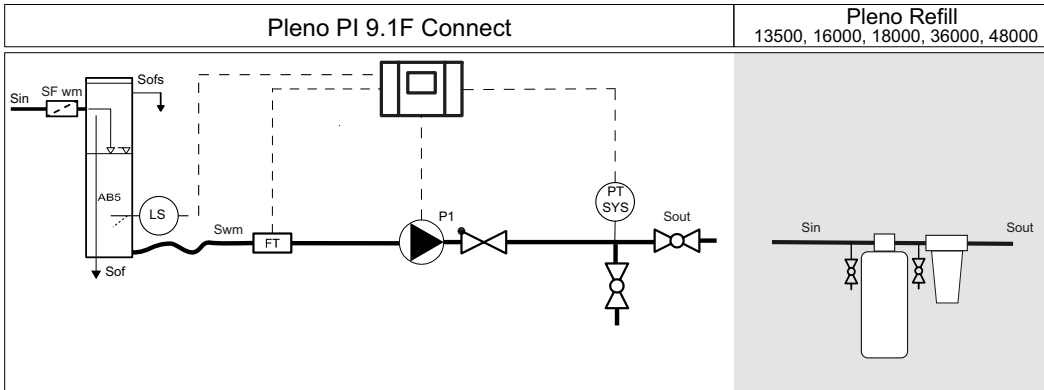 Pleno PI 9.1F Connect
Pleno Refill
13500, 16000, 18000, 36000, 48000
Sin
SF wm
Sofs
AB5
LS
Swm
FT
Sof
P1
PT
SYS
Sout
Sin
Sout